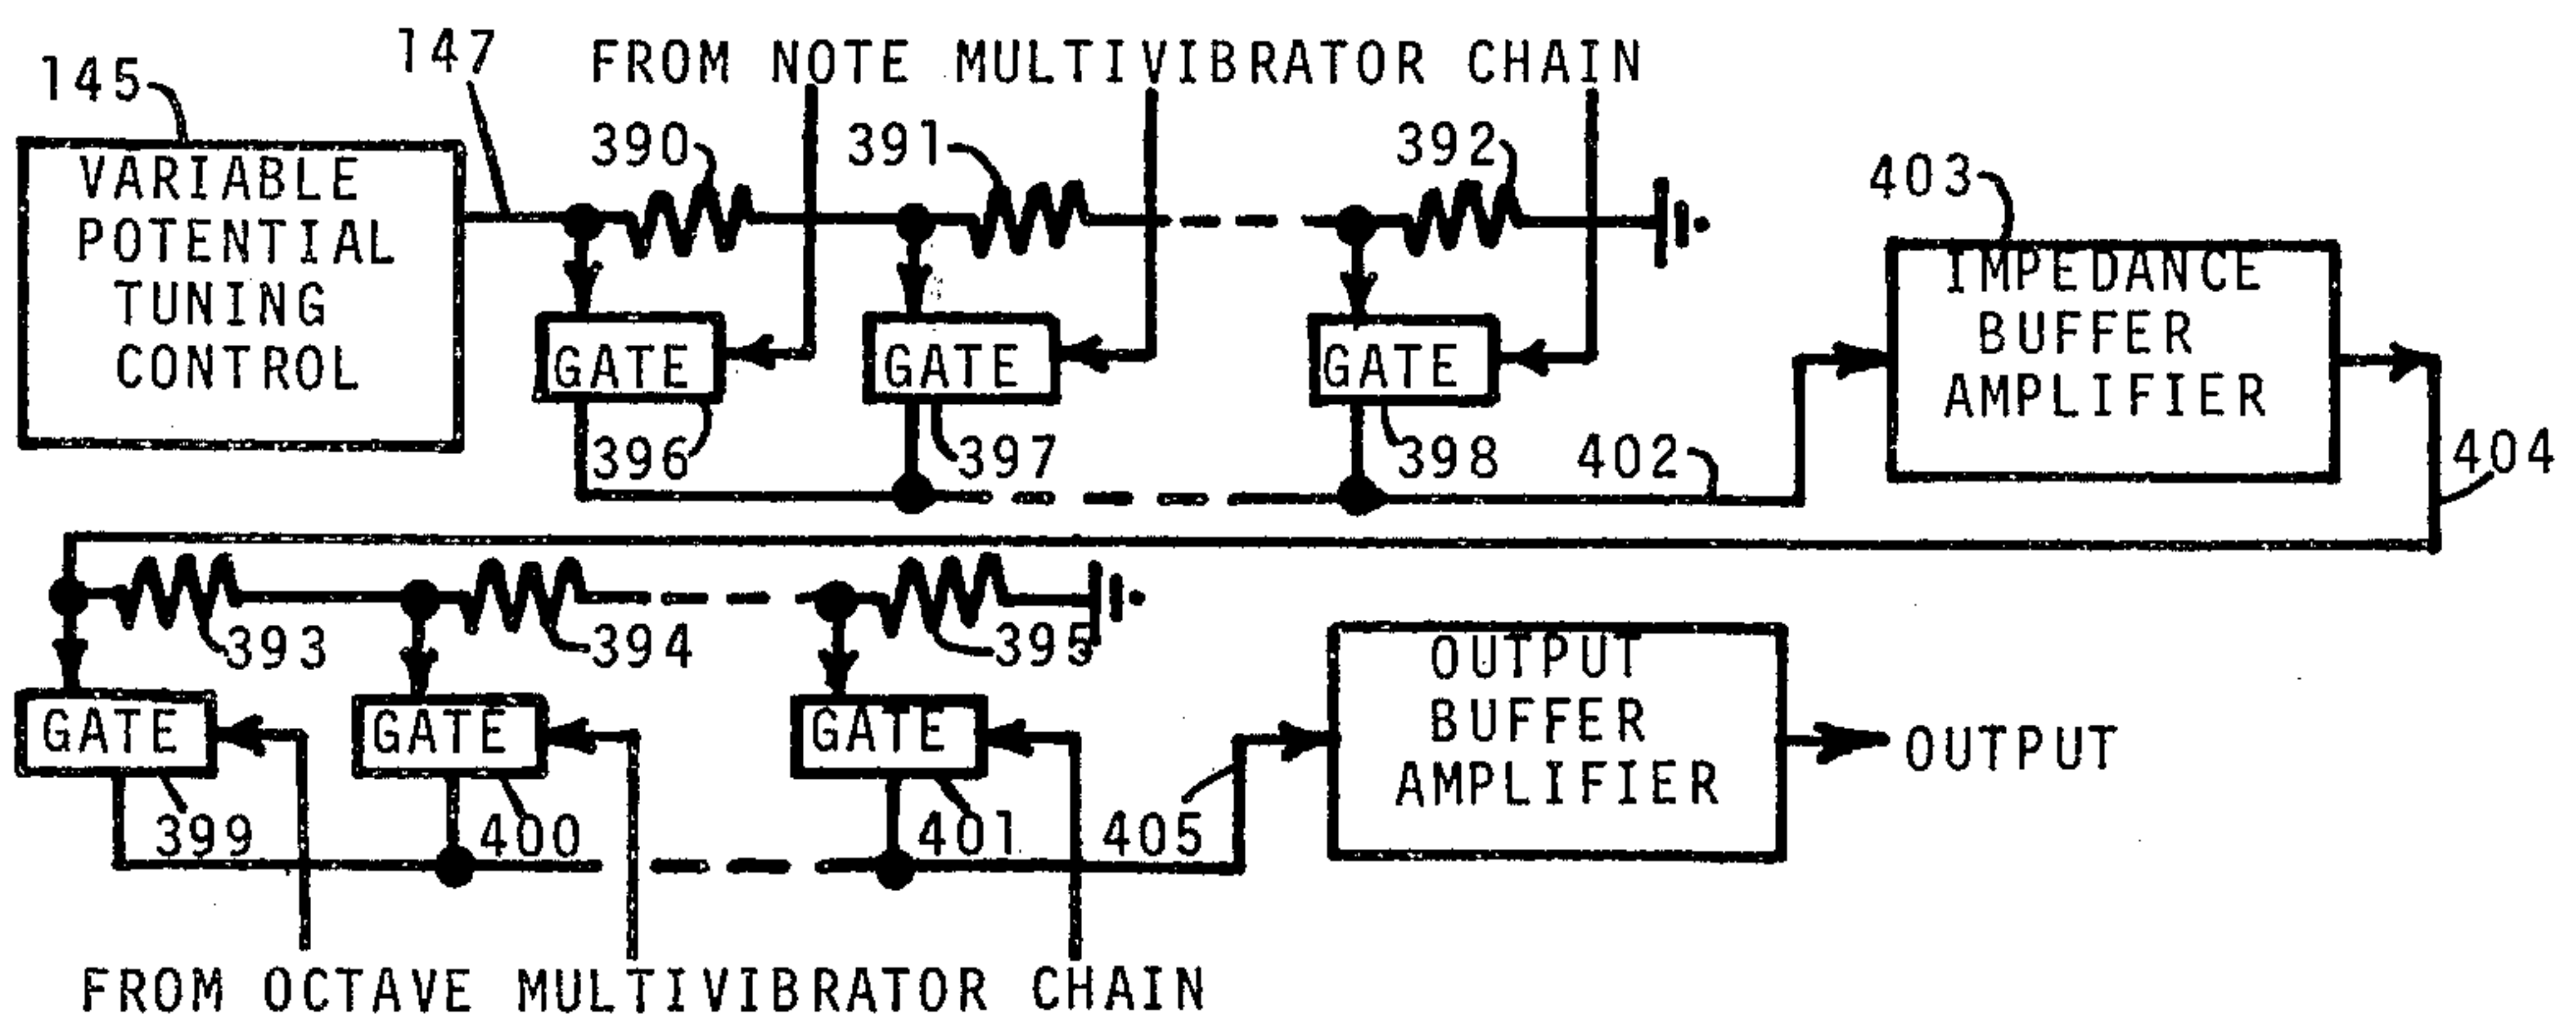 145
147
FROM NOTE MULTIVIBRATOR CHAIN
390
391
392
403
VARIABLE
POTENTIAL
TUNING
CONTROL
IMPEDANCE
BUFFER
AMPLIFIER
GATE
GATE
GATE
396
397
398
402
404
393
394
395
GATE
GATE
GATE
OUTPUT
BUFFER
AMPLIFIER
OUTPUT
399
400
401
405
FROM OCTAVE MULTIVIBRATOR CHAIN